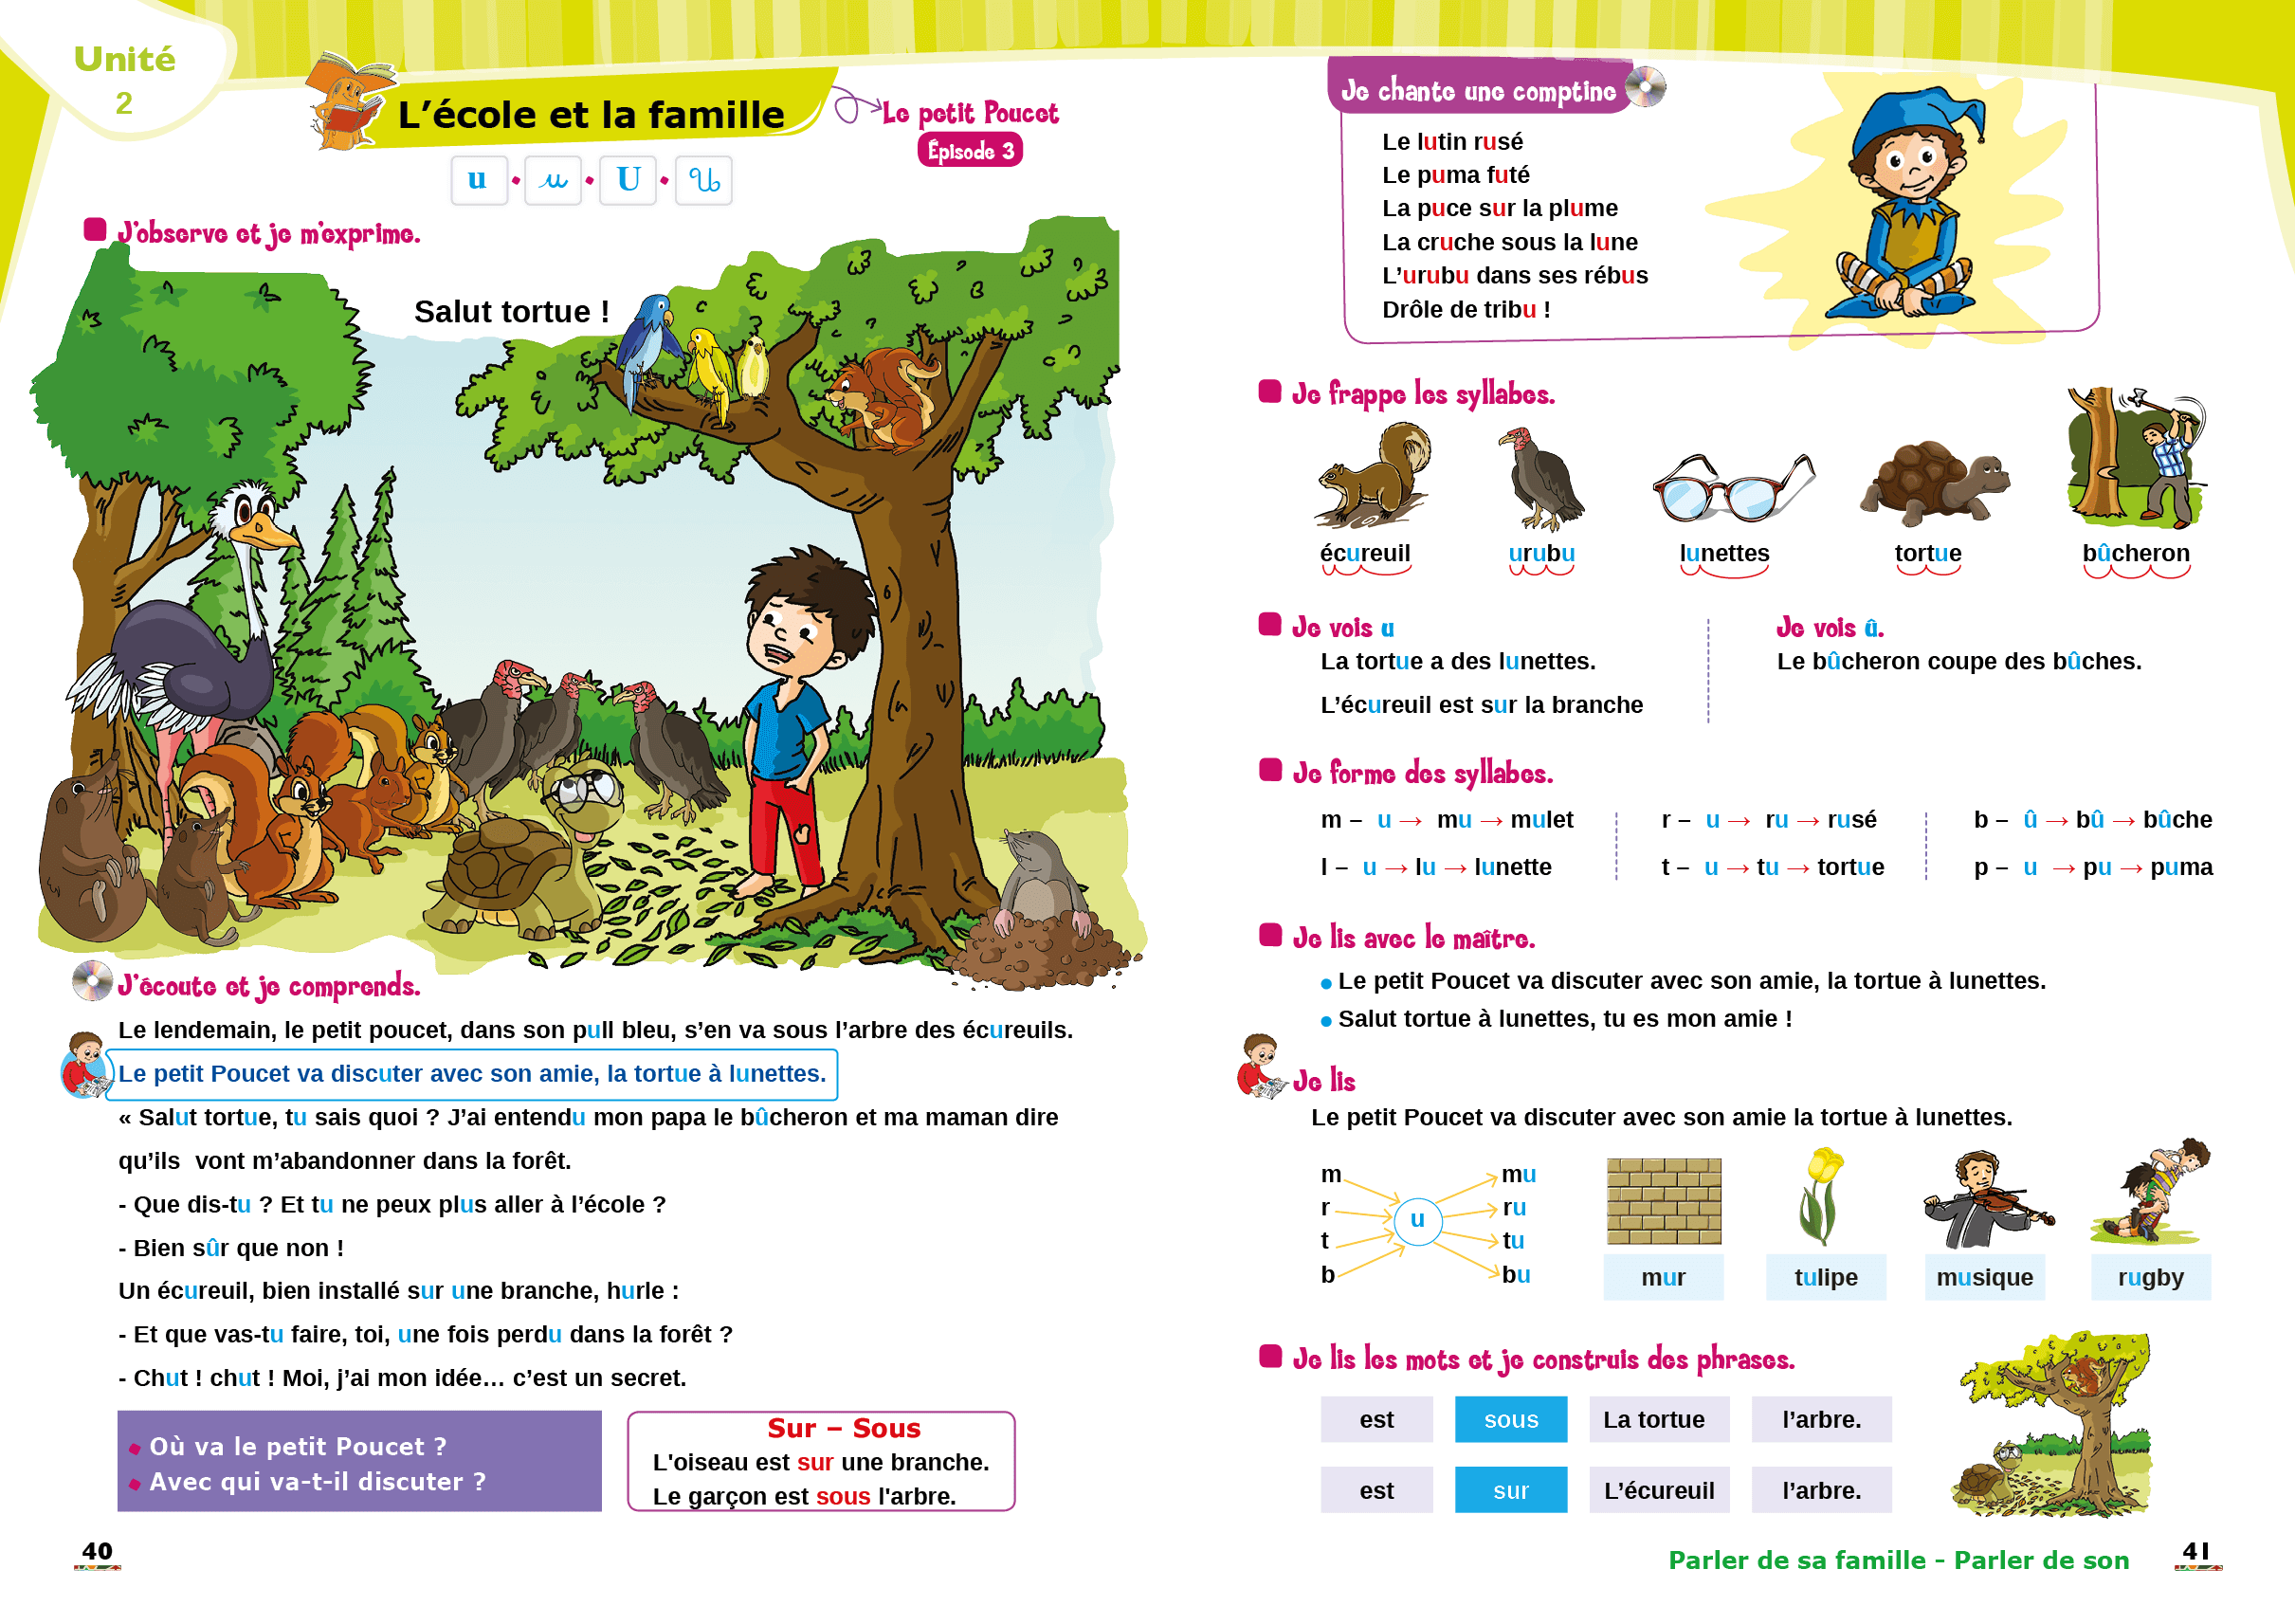 Unité
2
L’école et la famille
Le petit Poucet
Épisode 3
u • u • U • U
J’observe et je m’exprime.
Salut tortue !
J’écoute et je comprends.
Le lendemain, le petit poucet, dans son pull bleu, s’en va sous l’arbre des écureuils.
Le petit Poucet va discuter avec son amie, la tortue à lunettes.
« Salut tortue, tu sais quoi ? J’ai entendu mon papa le bûcheron et ma maman dire
qu’ils vont m’abandonner dans la forêt.
- Que dis-tu ? Et tu ne peux plus aller à l’école ?
- Bien sûr que non !
Un écureuil, bien installé sur une branche, hurle :
- Et que vas-tu faire, toi, une fois perdu dans la forêt ?
- Chut ! chut ! Moi, j’ai mon idée… c’est un secret.
• Où va le petit Poucet ?
• Avec qui va-t-il discuter ?
Sur – Sous
L'oiseau est sur une branche.
Le garçon est sous l'arbre.
40
Je chante une comptine
Le lutin rusé
Le puma futé
La puce sur la plume
La cruche sous la lune
L’urubu dans ses rébus
Drôle de tribu !
Je frappe les syllabes.
écureuil urubu lunettes tortue bûcheron
Je vois u
La tortue a des lunettes.
L’écureuil est sur la branche
Je vois û.
Le bûcheron coupe des bûches.
Je forme des syllabes.
m – u → mu → mulet
l – u → lu → lunette
r – u → ru → rusé
t – u → tu → tortue
b – û → bû → bûche
p – u → pu → puma
Je lis avec le maître.
• Le petit Poucet va discuter avec son amie, la tortue à lunettes.
• Salut tortue à lunettes, tu es mon amie !
Je lis
Le petit Poucet va discuter avec son amie la tortue à lunettes.
m mu
r ru
u
t tu
b bu
mur tulipe musique rugby
Je lis les mots et je construis des phrases.
est sous La tortue l’arbre.
est sur L’écureuil l’arbre.
Parler de sa famille - Parler de son
41